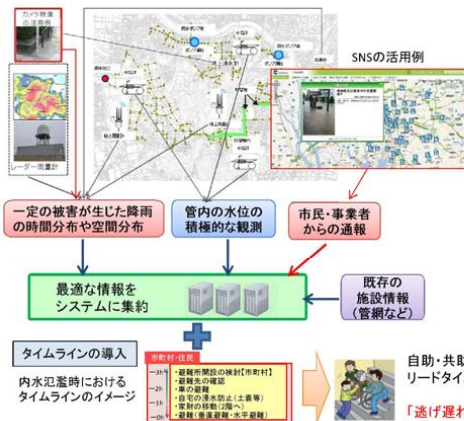 カメラ映像
の活用例
SNSの活用例
レーダー雨量計
一定の被害が生じた降雨
の時間分布や空間分布
管内の水位の
積極的な観測
市民・事業者
からの通報
最適な情報を
システムに集約
既存の
施設情報
(管網など)
タイムラインの導入
内水氾濫時における
タイムラインのイメージ
市町村・住民
-3h
-2h
-1h
-0h
・避難所開設の検討【市町村】
・避難先の確認
・車の避難
・自宅の浸水防止(土嚢等)
・家財の移動(2階へ)
・避難(垂直避難・水平避難)
自助・共助
リードタイ
「逃げ遅れ